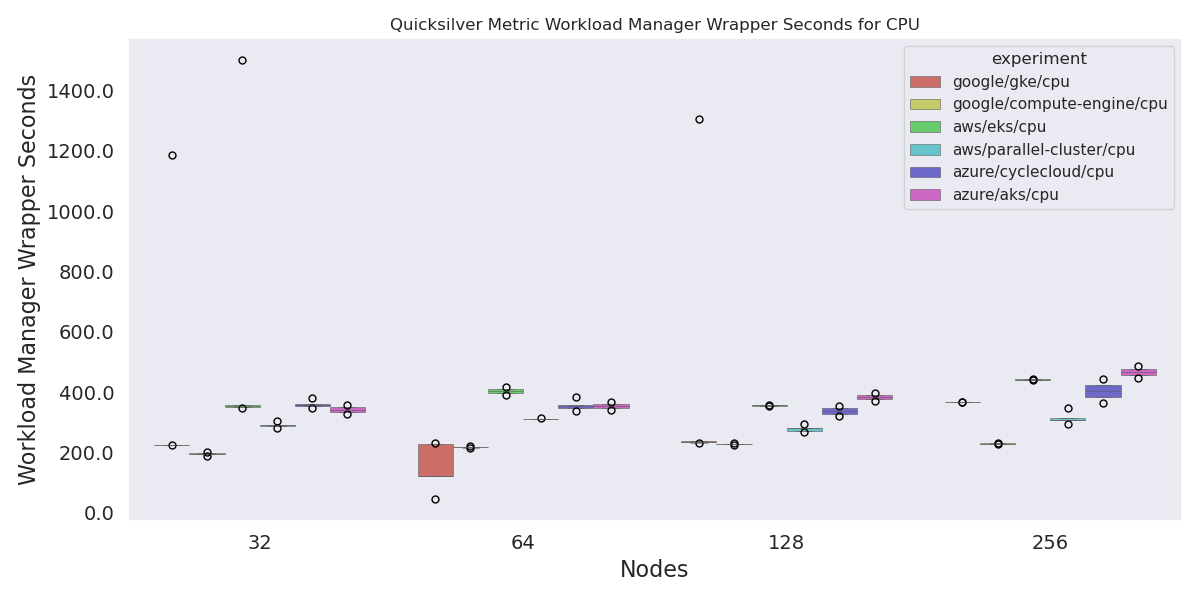 Quicksilver Metric Workload Manager Wrapper Seconds for CPU
Workload Manager Wrapper Seconds
1400.0
1200.0
1000.0
800.0
600.0
400.0
200.0
0.0
32
64
128
256
Nodes
experiment
google/gke/cpu
google/compute-engine/cpu
aws/eks/cpu
aws/parallel-cluster/cpu
azure/cyclecloud/cpu
azure/aks/cpu